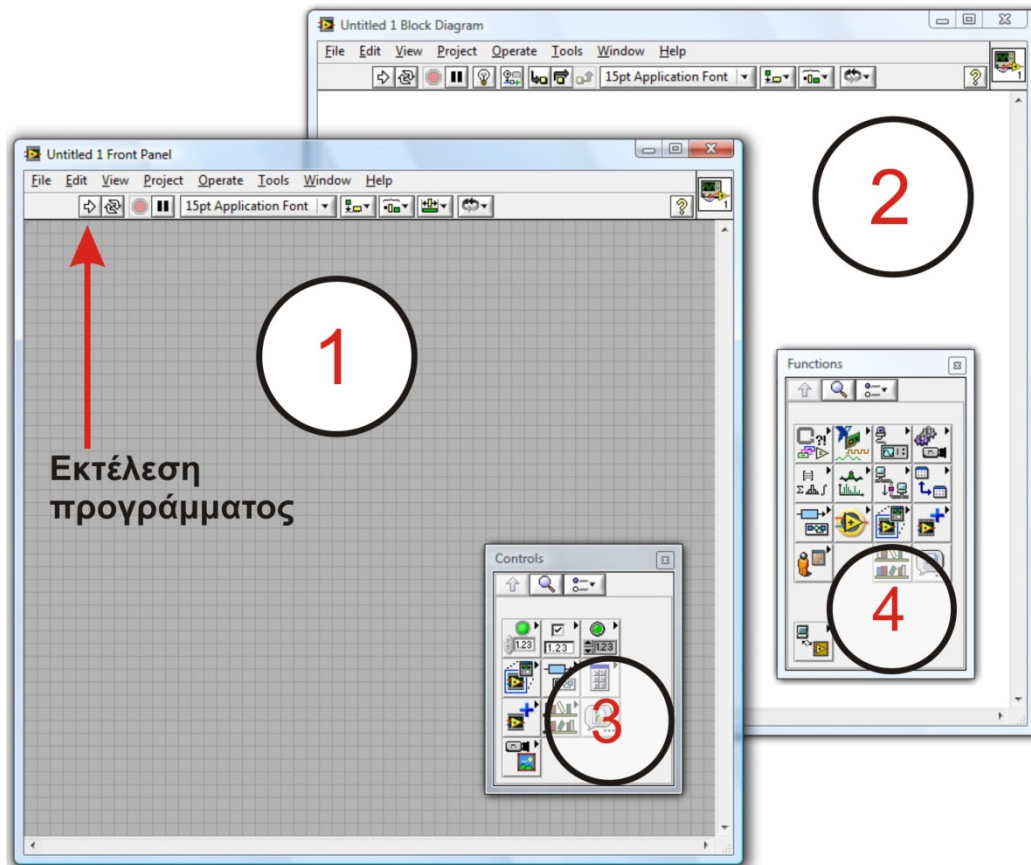 Untitled 1 Block Diagram
File Edit View Project Operate Tools Window Help
15pt Application Font
1
2
Untitled 1 Front Panel
File Edit View Project Operate Tools Window Help
15pt Application Font
1
1
Εκτέλεση
προγράμματος
Functions
4
Controls
1.23 1.23 1.23
3